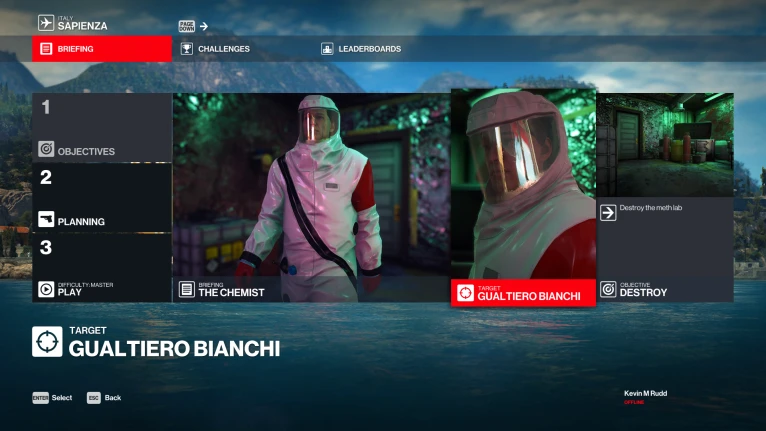 ITALY
SAPIENZA
PAGE DOWN
BRIEFING
CHALLENGES
LEADERBOARDS
1
OBJECTIVES
2
PLANNING
3
DIFFICULTY: MASTER
PLAY
BRIEFING
THE CHEMIST
TARGET
GUALTIERO BIANCHI
Destroy the meth lab
OBJECTIVE
DESTROY
TARGET
GUALTIERO BIANCHI
ENTER Select
ESC Back
Kevin M Rudd
OFFLINE